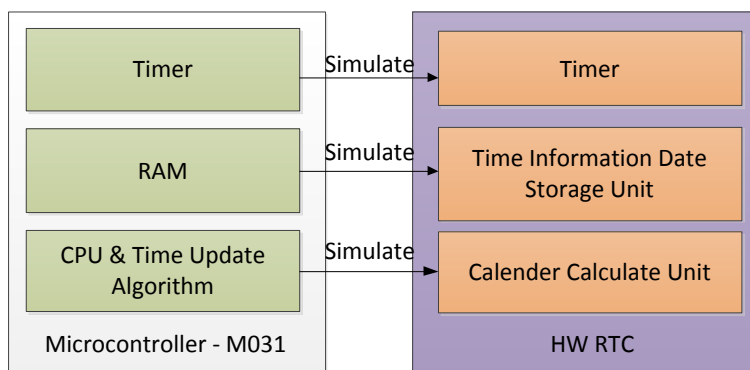 Timer
Simulate
Timer
RAM
Simulate
Time Information Date
Storage Unit
CPU & Time Update
Algorithm
Simulate
Calender Calculate Unit
Microcontroller - M031
HW RTC